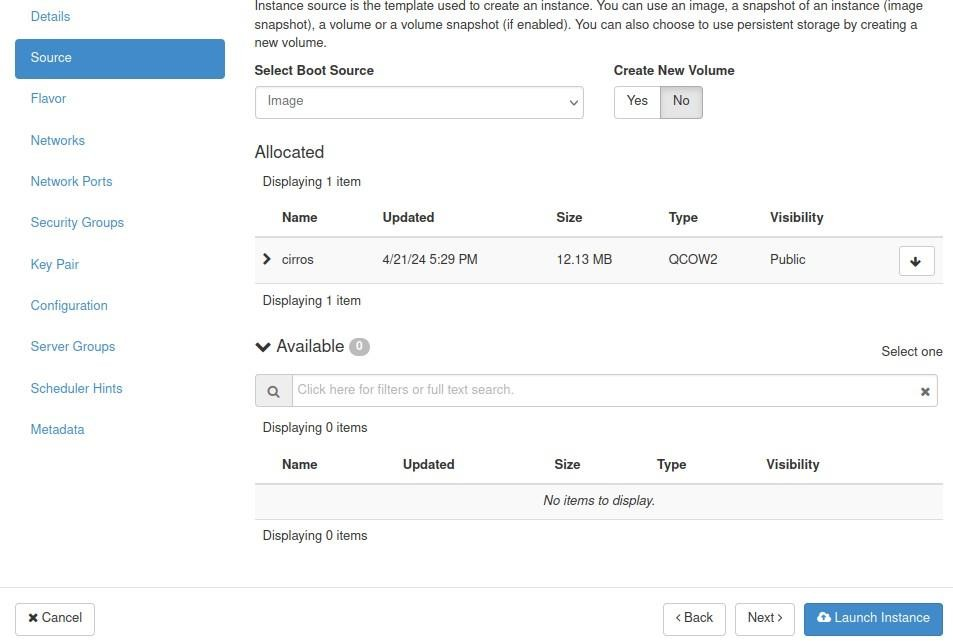 Details
Source
Flavor
Networks
Network Ports
Security Groups
Key Pair
Configuration
Server Groups
Scheduler Hints
Metadata
Instance source is the template used to create an instance. You can use an image, a snapshot of an instance (image
snapshot), a volume or a volume snapshot (if enabled). You can also choose to use persistent storage by creating a
new volume.
Select Boot Source Create New Volume
Image Yes No
Allocated
Displaying 1 item
Name Updated Size Type Visibility
cirros 4/21/24 5:29 PM 12.13 MB QCOW2 Public
Displaying 1 item
Available 0 Select one
Click here for filters or full text search.
Displaying 0 items
Name Updated Size Type Visibility
No items to display.
Displaying 0 items
Cancel < Back Next > Launch Instance